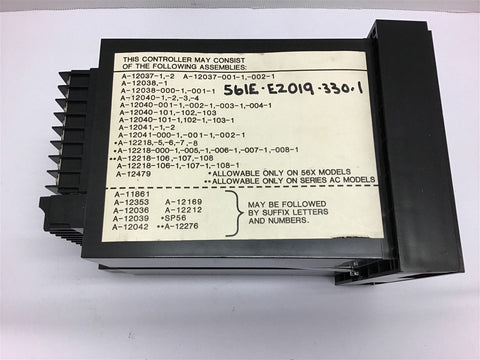 THIS CONTROLLER MAY CONSIST
OF THE FOLLOWING ASSEMBLIES:
A-12037-1,-2 A-12037-001-1,-002-1
A-12038,-1
A-12038-000-1,-001-1 561E-E2019-330.1
A-12040-1,-2,-3,-4
A-12040-001-1,-002-1,-003-1,-004-1
A-12040-101,-102,-103
A-12040-101-1,102-1,-103-1
A-12041-1,-2
A-12041-000-1,-001-1,-002-1
*A-12218,-5,-6,-7,-8
*A-12218-000-1,-005-1,-006-1,-007-1,-008-1
**A-12218-106,-107,-108
A-12218-106-1,-107-1,-108-1
A-12479 *ALLOWABLE ONLY ON 56X MODELS
**ALLOWABLE ONLY ON SERIES AC MODELS
A-11861
A-12353 A-12169
A-12036 A-12212
A-12039 *SP56
A-12042 **A-12276
MAY BE FOLLOWED
BY SUFFIX LETTERS
AND NUMBERS.